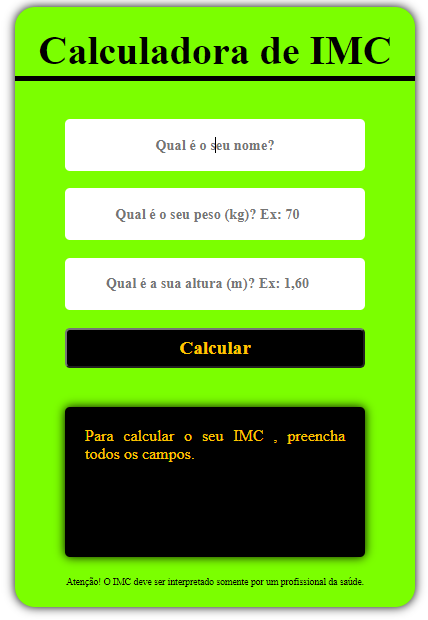 Calculadora de IMC
Qual é o seu nome?
Qual é o seu peso (kg)? Ex: 70
Qual é a sua altura (m)? Ex: 1,60
Calcular
Para calcular o seu IMC , preencha
todos os campos.
Atenção! O IMC deve ser interpretado somente por um profissional da saúde.